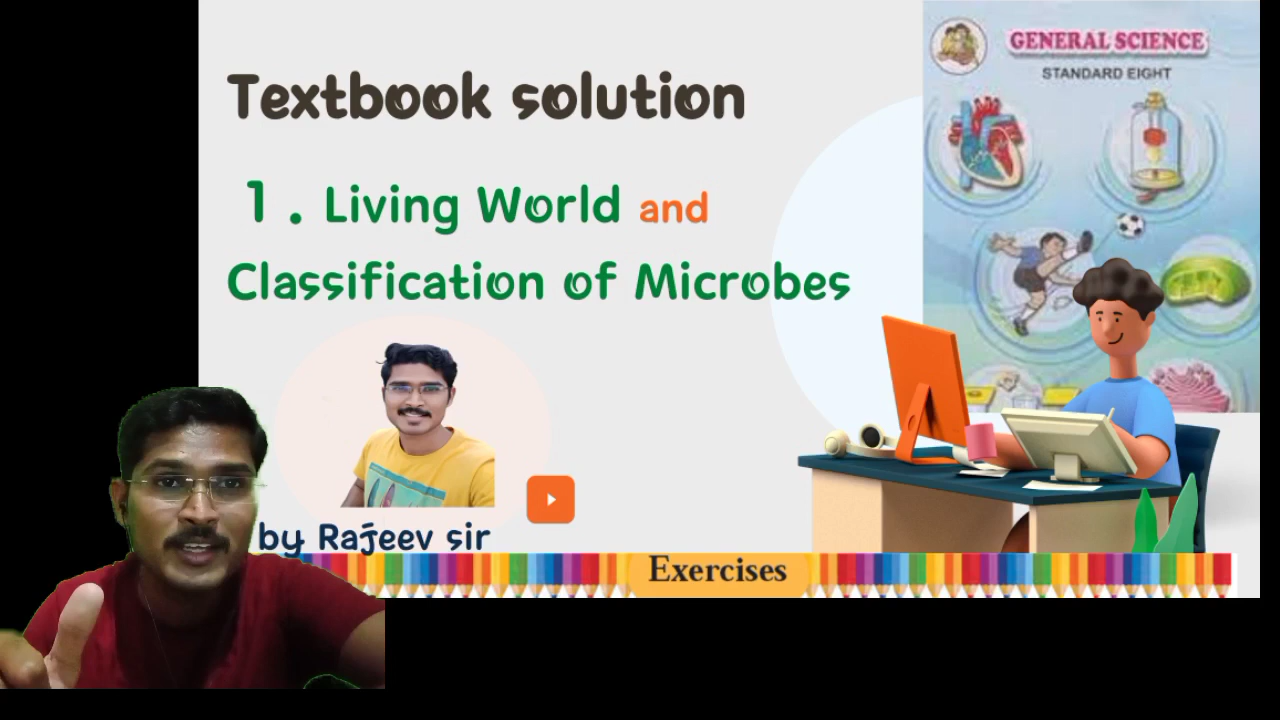 GENERAL SCIENCE
STANDARD EIGHT
Textbook solution
1. Living World and
Classification of Microbes
by Rajeev sir
Exercises